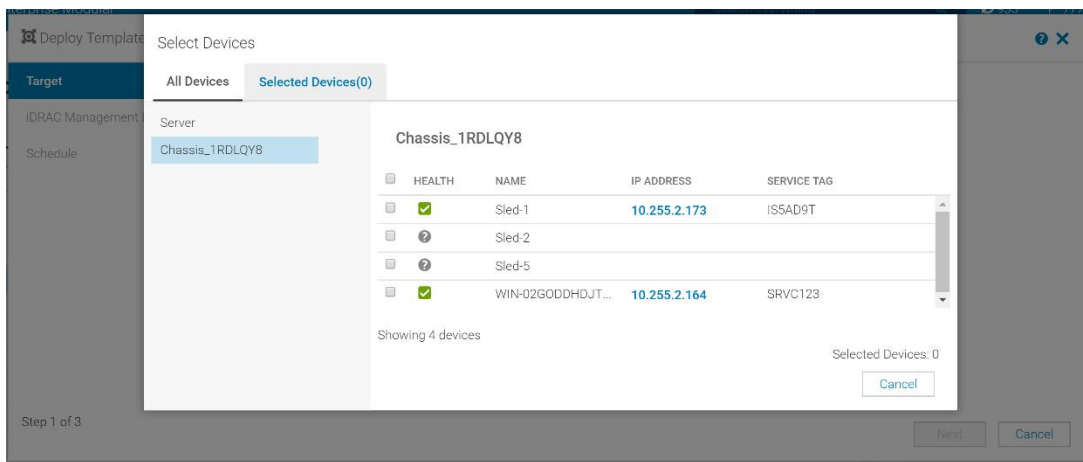 Enterprise Modular
Deploy Template
Select Devices
Target
All Devices
Selected Devices(0)
iDRAC Management
Server
Schedule
Chassis_1RDLQY8
Chassis_1RDLQY8
HEALTH NAME IP ADDRESS SERVICE TAG
Sled-1 10.255.2.173 IS5AD9T
Sled-2
Sled-5
WIN-02GODDHDJT... 10.255.2.164 SRVC123
Showing 4 devices
Selected Devices: 0
Cancel
Step 1 of 3
Next
Cancel